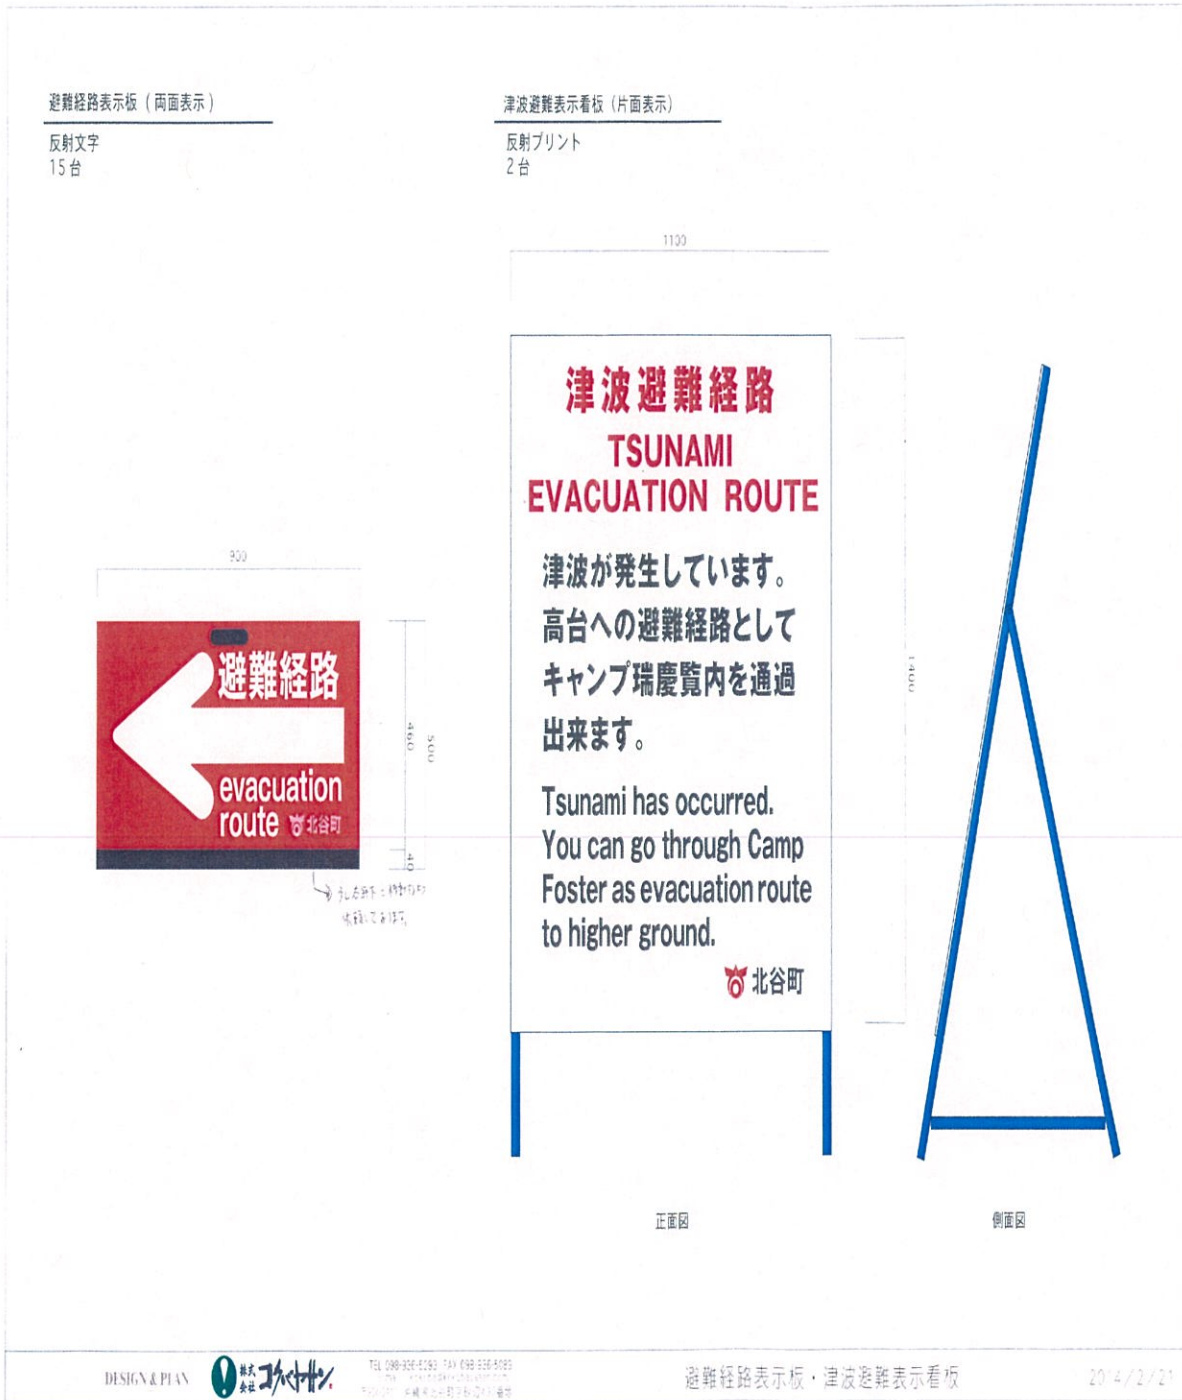 避難経路表示板（両面表示）
反射文字
15台
津波避難表示看板（片面表示）
反射プリント
2台
1100
津波避難経路
TSUNAMI
EVACUATION ROUTE
津波が発生しています。
高台への避難経路として
キャンプ瑞慶覧内を通過
出来ます。
Tsunami has occurred.
You can go through Camp
Foster as evacuation route
to higher ground.
北谷町
1400
900
避難経路
evacuation
route 北谷町
460
500
40
正面図
側面図
DESIGN & PLAN
株式
会社
避難経路表示板・津波避難表示看板
2014/2/21